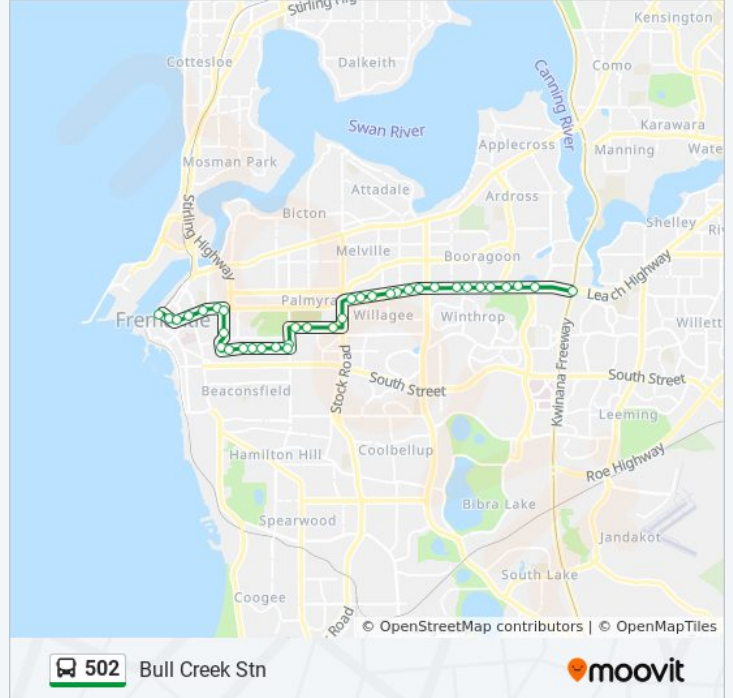 Stirling Hig
Kensington
Cottesloe
Dalkeith
Como
Canning River
Swan River
Karawara
Applecross
Manning
Wate
Mosman Park
Attadale
Ardross
Stirling Highway
Bicton
Shelley
Riv
Melville
Booragoon
Leach Highway
Palmyra
Fremantle
Willagee
Winthrop
Willett
Stock Road
Kwinana Freeway
South Street
South Street
Beaconsfield
Leeming
Hamilton Hill
Coolbellup
Roe Highway
Bibra Lake
Spearwood
Jandakot
South Lake
Coogee
Road
© OpenStreetMap contributors | © OpenMapTiles
502 Bull Creek Stn
moovit